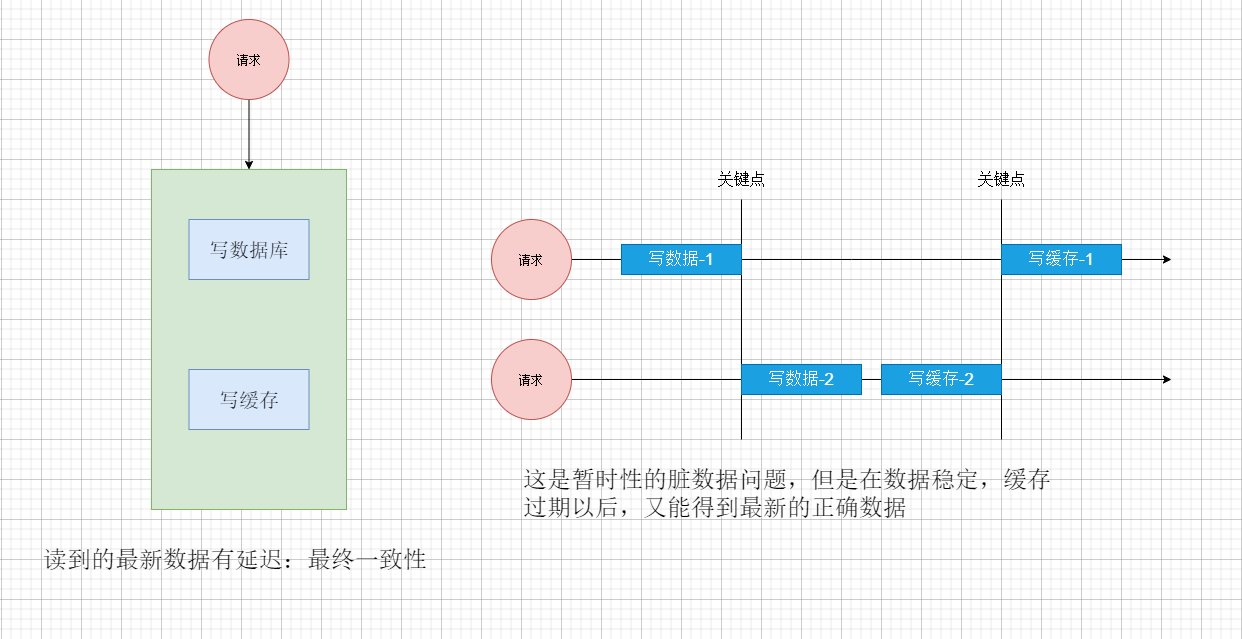 请求
写数据库
写缓存
读到的最新数据有延迟：最终一致性
关键点
关键点
请求
写数据-1
写缓存-1
请求
写数据-2
写缓存-2
这是暂时性的脏数据问题，但是在数据稳定，缓存
过期以后，又能得到最新的正确数据